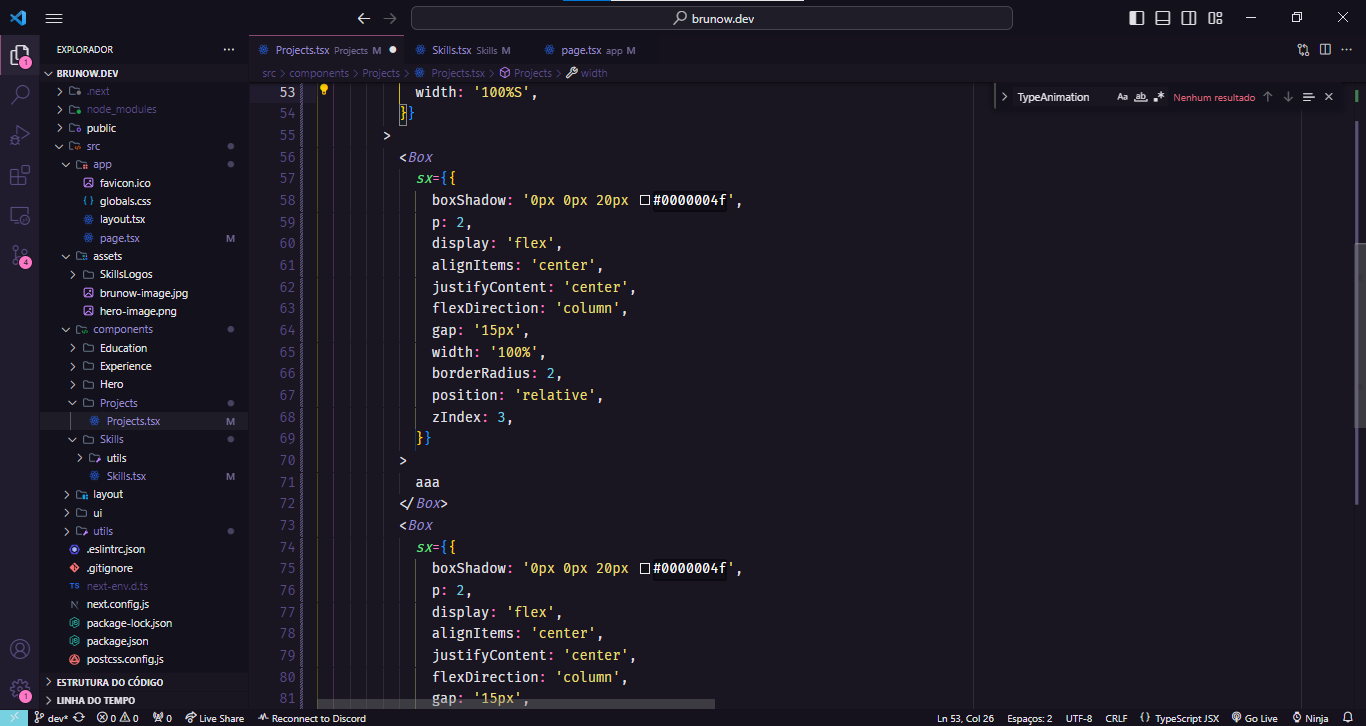 brunow.dev
EXPLORADOR
BRUNOW.DEV
.next
node_modules
public
src
app
favicon.ico
globals.css
layout.tsx
page.tsx M
assets
SkillsLogos
brunow-image.jpg
hero-image.png
components
Education
Experience
Hero
Projects
Projects.tsx M
Skills
utils
Skills.tsx M
layout
ui
utils
.eslintrc.json
.gitignore
TS next-env.d.ts
next.config.js
package-lock.json
package.json
postcss.config.js
ESTRUTURA DO CÓDIGO
LINHA DO TEMPO
1
4
1
Projects.tsx Projects M
Skills.tsx Skills M
page.tsx app M
src > components > Projects > Projects.tsx > Projects > width
TypeAnimation Aa ab .* Nenhum resultado
53 width: '100%S',
54 }}
55 >
56 <Box
57 sx={{
58 boxShadow: '0px 0px 20px #0000004f',
59 p: 2,
60 display: 'flex',
61 alignItems: 'center',
62 justifyContent: 'center',
63 flexDirection: 'column',
64 gap: '15px',
65 width: '100%',
66 borderRadius: 2,
67 position: 'relative',
68 zIndex: 3,
69 }}
70 >
71 aaa
72 </Box>
73 <Box
74 sx={{
75 boxShadow: '0px 0px 20px #0000004f',
76 p: 2,
77 display: 'flex',
78 alignItems: 'center',
79 justifyContent: 'center',
80 flexDirection: 'column',
81 gap: '15px',
dev* 0 0 0 Live Share Reconnect to Discord Ln 53, Col 26 Espaços: 2 UTF-8 CRLF {} TypeScript JSX Go Live Ninja